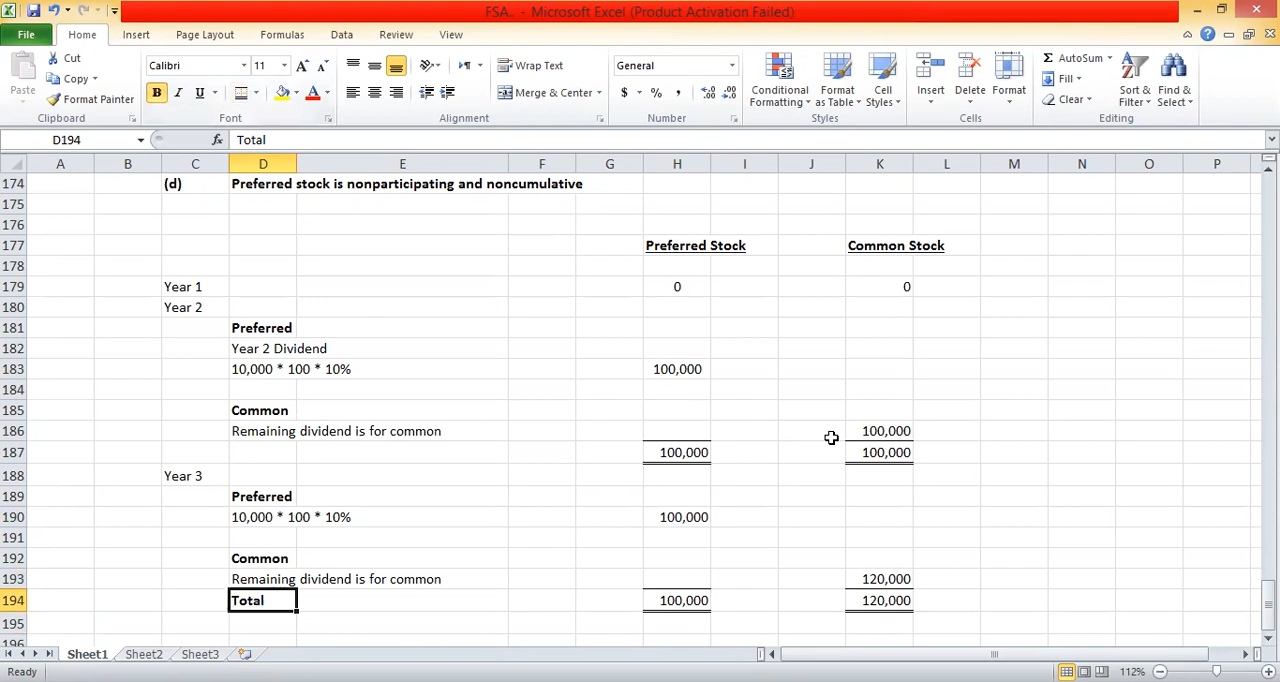 FSA.. - Microsoft Excel (Product Activation Failed)
File Home Insert Page Layout Formulas Data Review View
Paste Cut Copy Format Painter
Calibri 11
B I U
Wrap Text
Merge & Center
General
$ % ,
Conditional Formatting
Format as Table
Cell Styles
Insert Delete Format
Σ AutoSum
Fill
Clear
Sort & Filter
Find & Select
Clipboard Font Alignment Number Styles Cells Editing
D194 fx Total
A B C D E F G H I J K L M N O P
174 (d) Preferred stock is nonparticipating and noncumulative
175
176
177 Preferred Stock Common Stock
178
179 Year 1 0 0
180 Year 2
181 Preferred
182 Year 2 Dividend
183 10,000 * 100 * 10% 100,000
184
185 Common
186 Remaining dividend is for common 100,000
187 100,000 100,000
188 Year 3
189 Preferred
190 10,000 * 100 * 10% 100,000
191
192 Common
193 Remaining dividend is for common 120,000
194 Total 100,000 120,000
195
196
Sheet1 Sheet2 Sheet3
Ready 112%